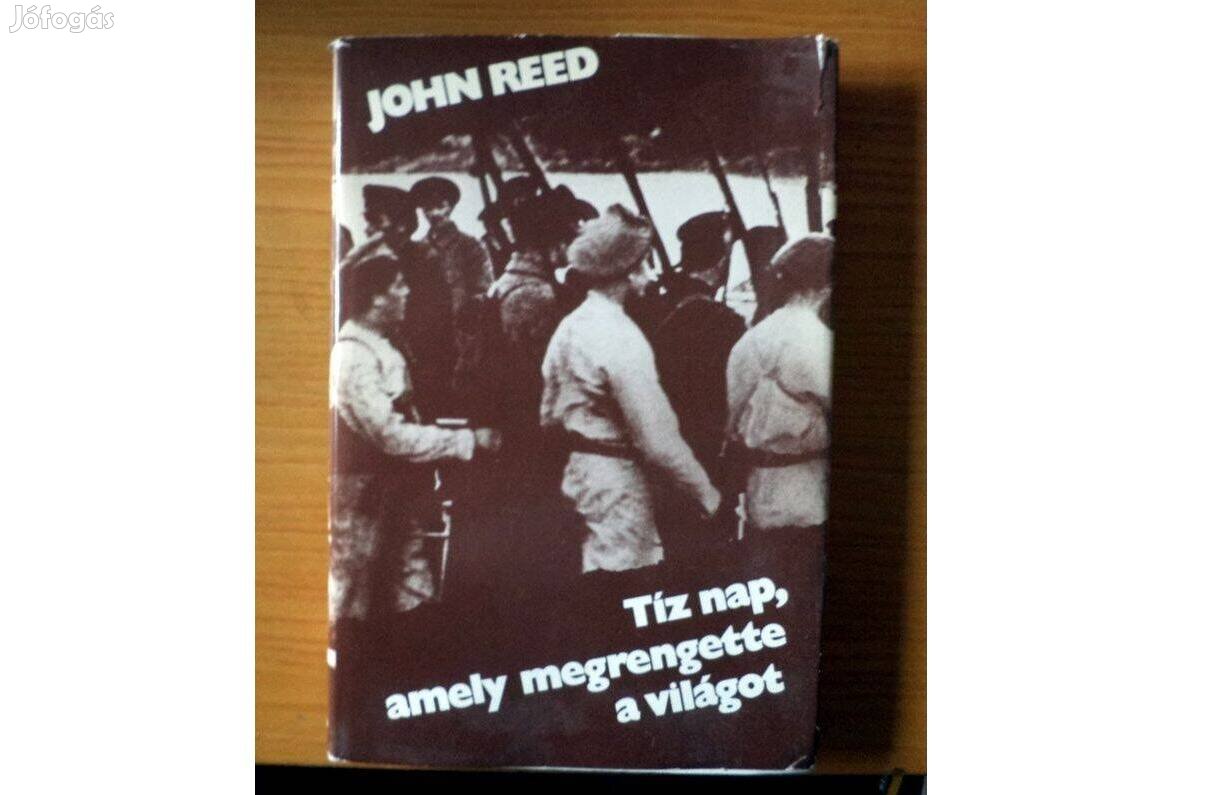 Jófogás
JOHN REED
Tíz nap,
amely megrengette
a világot